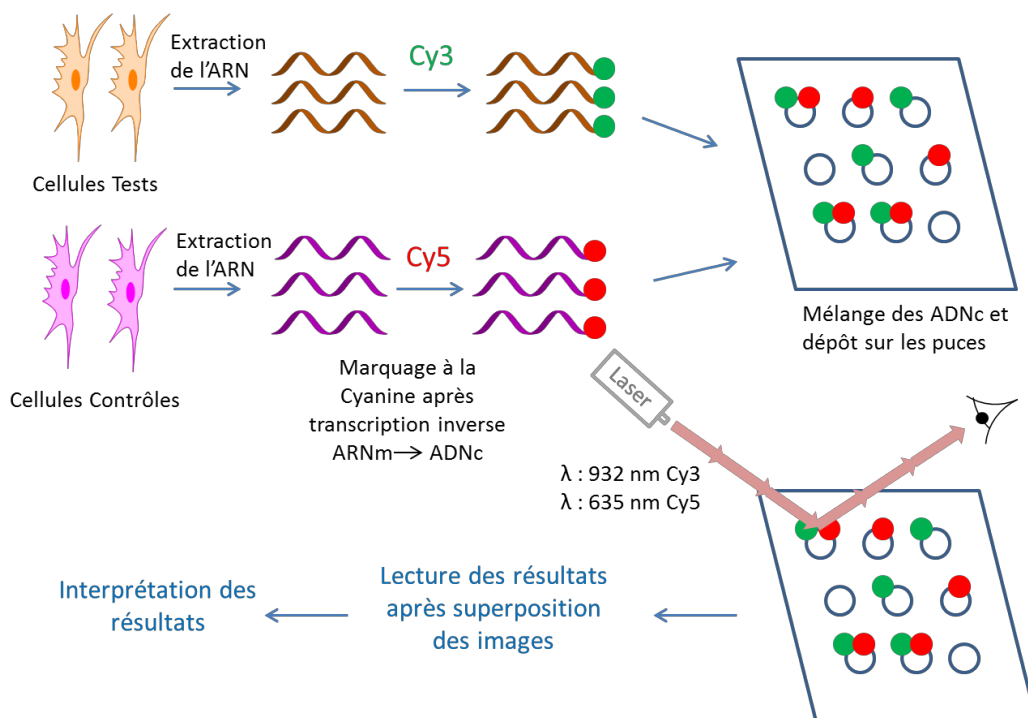 Extraction
de l'ARN
Cy3
Cellules Tests
Extraction
de l'ARN
Cy5
Cellules Contrôles
Marquage à la
Cyanine après
transcription inverse
ARNm→ ADNc
Mélange des ADNc et
dépôt sur les puces
Laser
λ : 932 nm Cy3
λ : 635 nm Cy5
Lecture des résultats
après superposition
des images
Interprétation des
résultats